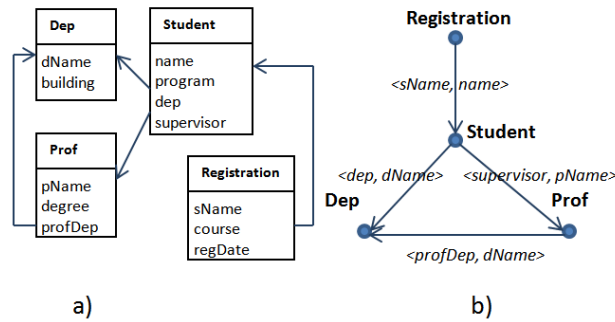 Dep
dName
building
Student
name
program
dep
supervisor
Prof
pName
degree
profDep
Registration
sName
course
regDate
a)
Registration
<sName, name>
Student
<dep, dName>
<supervisor, pName>
Dep
Prof
<profDep, dName>
b)